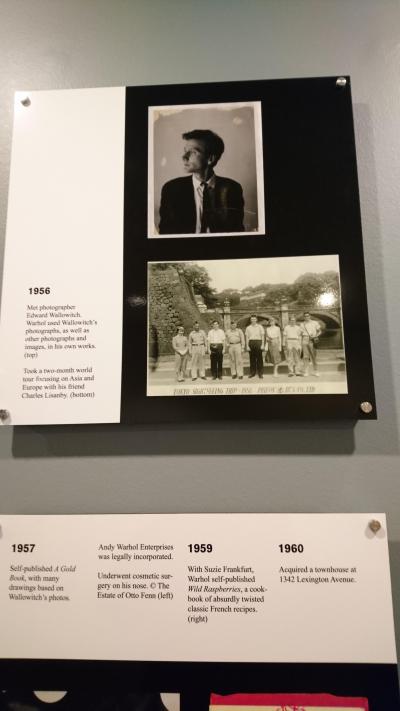 1956
Met photographer
Edward Wallowitch.
Warhol used Wallowitch's
photographs, as well as
other photographs and
images, in his own works.
(top)
Took a two-month world
tour focusing on Asia and
Europe with his friend
Charles Lisanby. (bottom)
TOKYO SIGHTSEEING TRIP
1957
Self-published A Gold
Book, with many
drawings based on
Wallowitch's photos.
Andy Warhol Enterprises
was legally incorporated.
Underwent cosmetic sur-
gery on his nose. © The
Estate of Otto Fenn (left)
1959
With Suzie Frankfurt,
Warhol self-published
Wild Raspberries, a cook-
book of absurdly twisted
classic French recipes.
(right)
1960
Acquired a townhouse at
1342 Lexington Avenue.